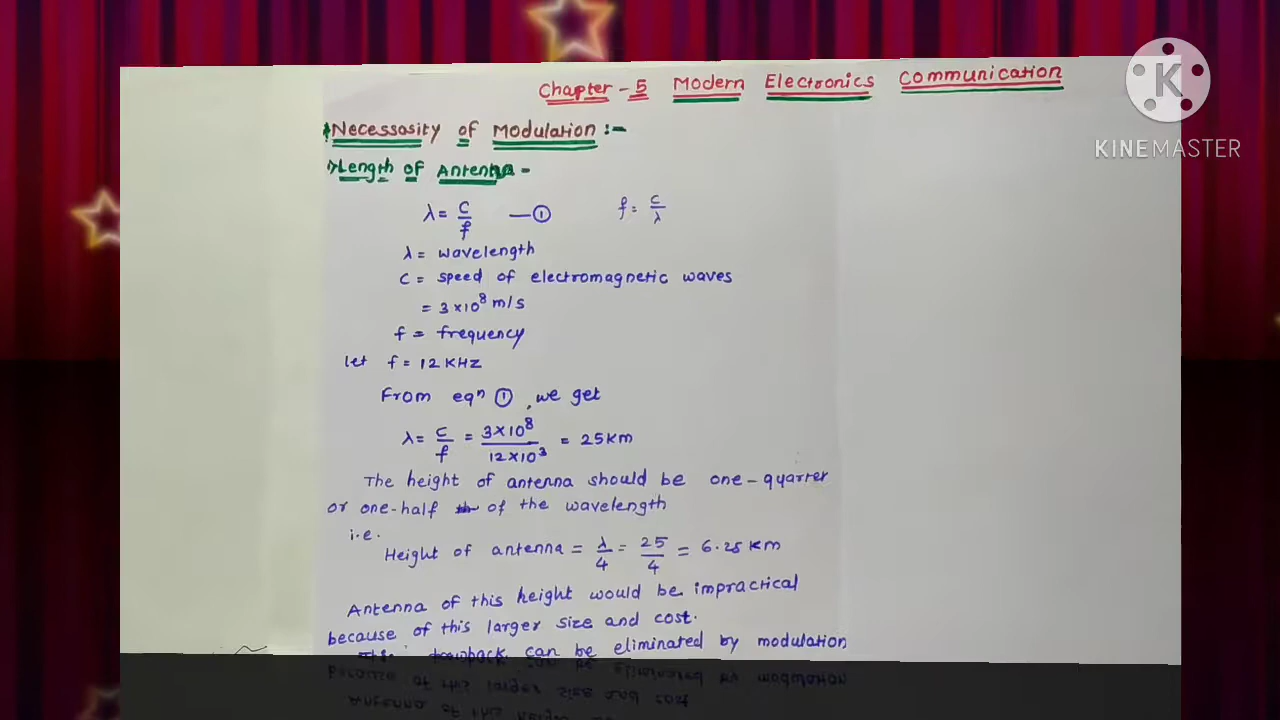 Chapter - 5 Modern Electronics Communication
KINEMASTER
Necessosity of Modulation :-
Length of Antenna -
λ = c/f —① f = c/λ
λ = wavelength
C = speed of electromagnetic waves
= 3×10⁸ m/s
f = frequency
let f = 12 KHZ
From eqⁿ ①, we get
λ = c/f = 3×10⁸/12×10³ = 25 km
The height of antenna should be one-quarter
or one-half of the wavelength
i.e.
Height of antenna = λ/4 = 25/4 = 6.25 km
Antenna of this height would be impractical
because of this larger size and cost.
can be eliminated by modulation